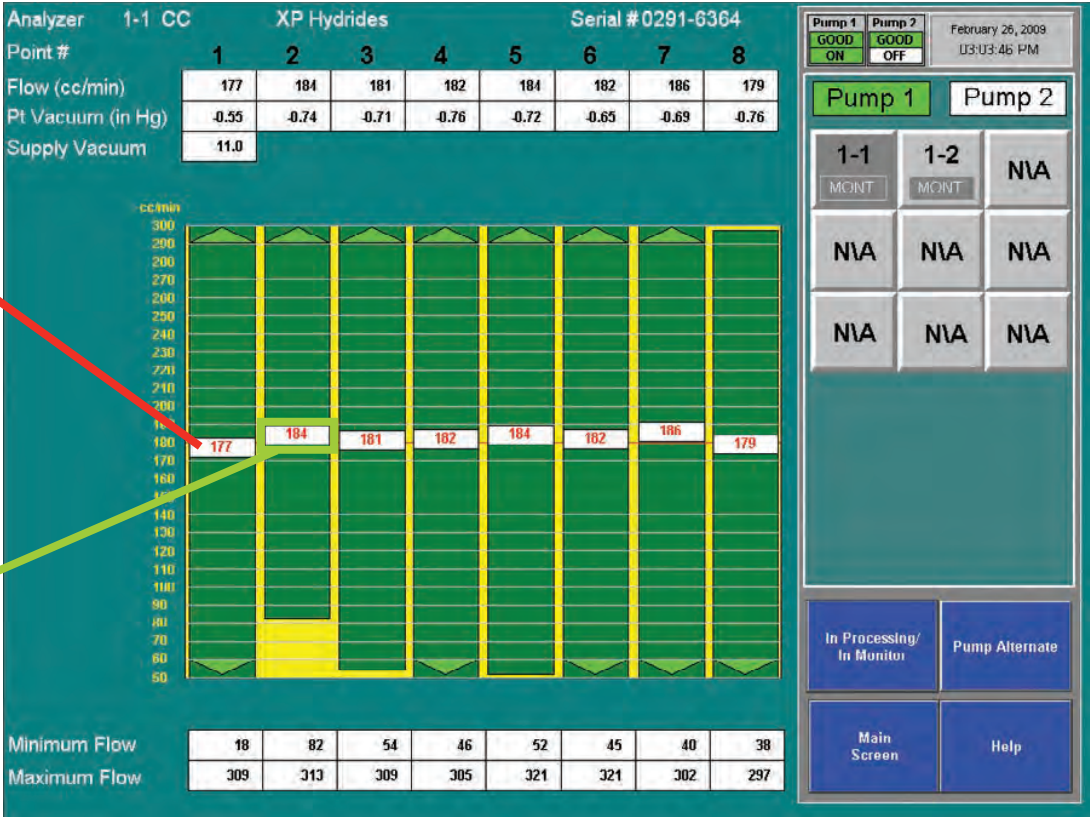 Analyzer 1-1 CC XP Hydrides Serial # 0291-6364
Point # 1 2 3 4 5 6 7 8
Flow (cc/min) 177 184 181 182 184 182 186 179
Pt Vacuum (in Hg) -0.55 -0.74 -0.71 -0.76 -0.72 -0.65 -0.69 -0.76
Supply Vacuum 11.0
cc/min
300
290
270
250
240
230
210
180
170
160
140
130
120
110
90
70
60
50
177 184 181 182 184 182 186 179
Minimum Flow 18 82 54 46 52 45 40 38
Maximum Flow 309 313 309 305 321 321 302 297
Pump 1 Pump 2
GOOD GOOD
ON OFF
February 26, 2009
03:03:46 PM
Pump 1 Pump 2
1-1 1-2 N\A
MONT MONT
N\A N\A N\A
N\A N\A N\A
In Processing/
In Monitor
Pump Alternate
Main
Screen
Help